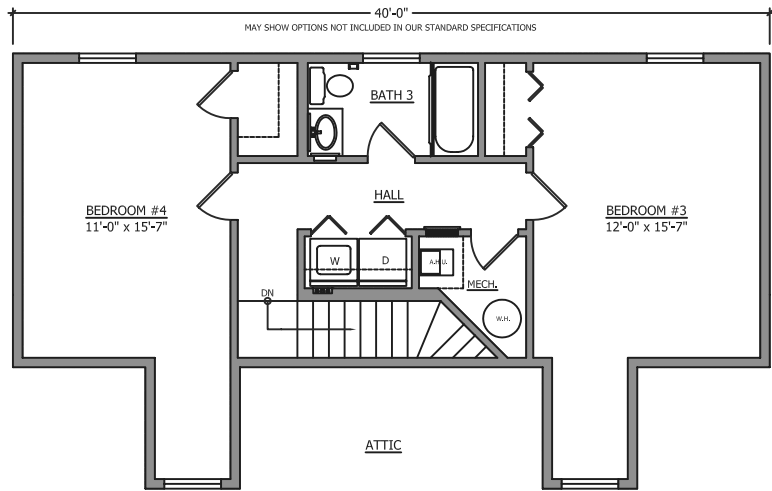 40'-0"
MAY SHOW OPTIONS NOT INCLUDED IN OUR STANDARD SPECIFICATIONS
BATH 3
HALL
BEDROOM #4
11'-0" x 15'-7"
BEDROOM #3
12'-0" x 15'-7"
W
D
A.H.U.
MECH.
DN
W.H.
ATTIC